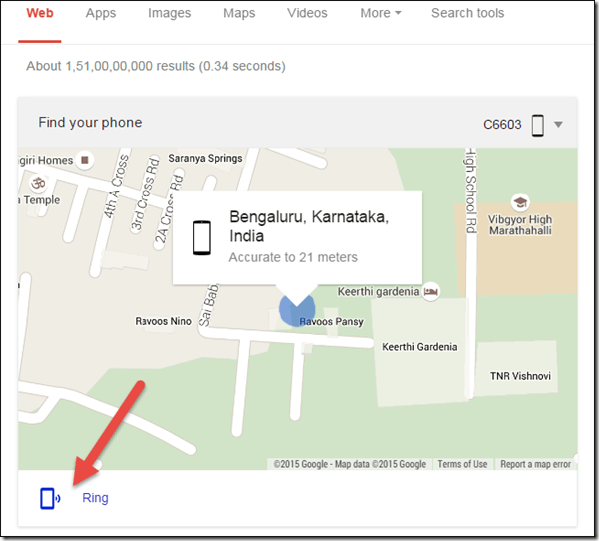 Web Apps Images Maps Videos More Search tools
About 1,51,00,00,000 results (0.34 seconds)
Find your phone
C6603
Saranya Springs
giri Homes
Temple
4th A Cross
3rd Cross Rd
2A Cross Rd
High School Rd
Vibgyor High
Marathahalli
Bengaluru, Karnataka,
India
Accurate to 21 meters
Sai Bab
Keerthi gardenia
Ravoos Nino
Ravoos Pansy
Keerthi Gardenia
TNR Vishnovi
©2015 Google - Map data ©2015 Google Terms of Use Report a map error
Ring